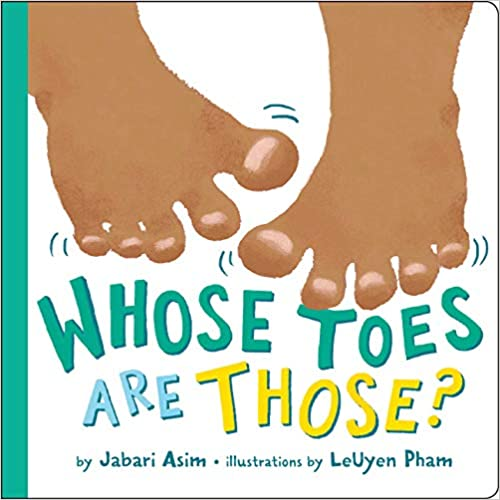 WHOSE TOES
ARE THOSE?
by Jabari Asim • illustrations by LeUyen Pham